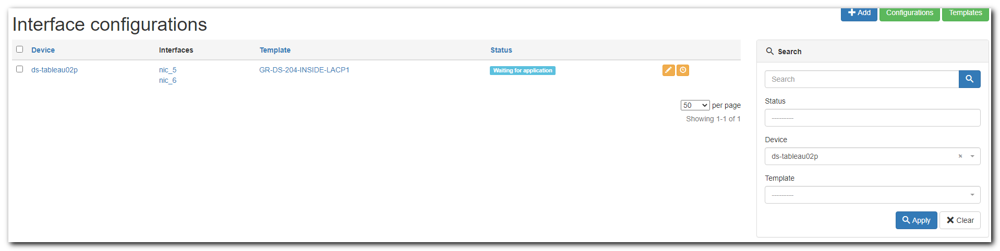 Add Configurations Templates
Interface configurations
Device Interfaces Template Status
ds-tableau02p nic_5 GR-DS-204-INSIDE-LACP1 Waiting for application
nic_6
50 per page
Showing 1-1 of 1
Search
Search
Status
---------
Device
ds-tableau02p ×
Template
---------
Apply Clear